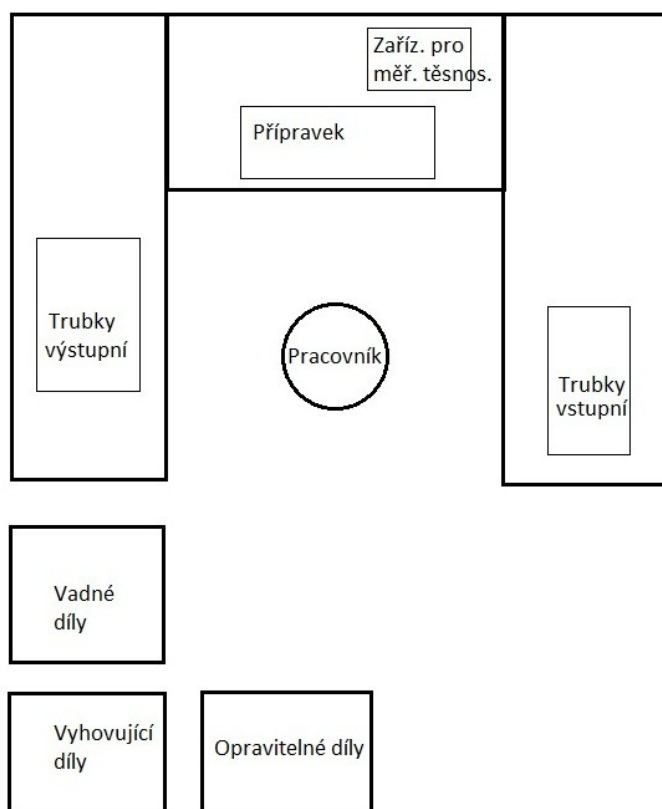 Zaříz. pro
měř. těsnos.
Přípravek
Trubky
výstupní
Pracovník
Trubky
vstupní
Vadné
díly
Vyhovující
díly
Opravitelné díly